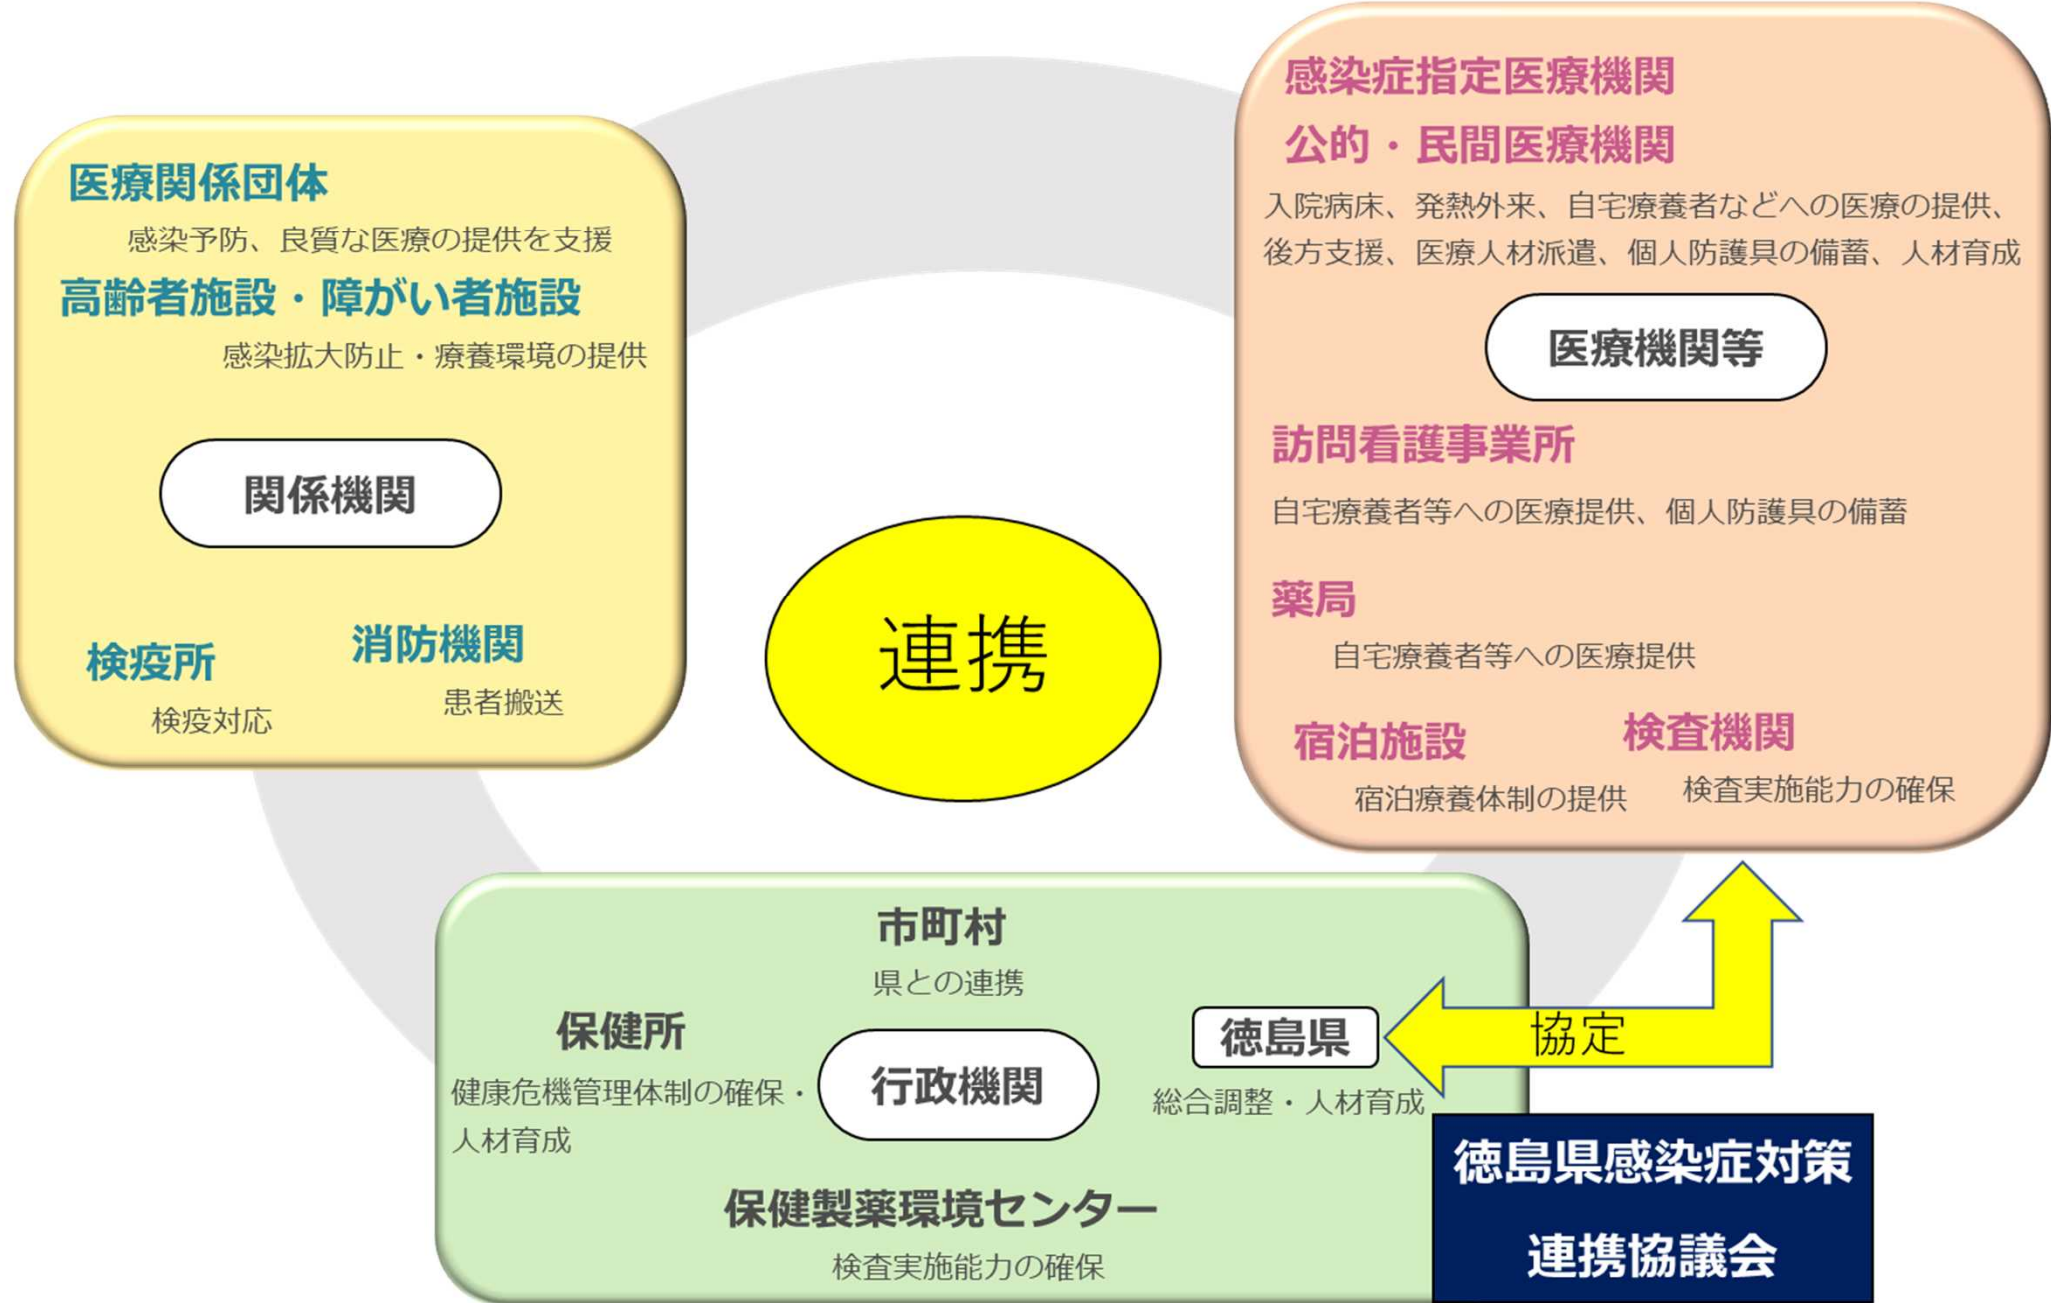 医療関係団体
感染予防、良質な医療の提供を支援
高齢者施設・障がい者施設
感染拡大防止・療養環境の提供
関係機関
検疫所
検疫対応
消防機関
患者搬送
感染症指定医療機関
公的・民間医療機関
入院病床、発熱外来、自宅療養者などへの医療の提供、
後方支援、医療人材派遣、個人防護具の備蓄、人材育成
医療機関等
訪問看護事業所
自宅療養者等への医療提供、個人防護具の備蓄
薬局
自宅療養者等への医療提供
宿泊施設
宿泊療養体制の提供
検査機関
検査実施能力の確保
連携
市町村
県との連携
保健所
健康危機管理体制の確保・
人材育成
行政機関
徳島県
総合調整・人材育成
協定
保健製薬環境センター
検査実施能力の確保
徳島県感染症対策
連携協議会